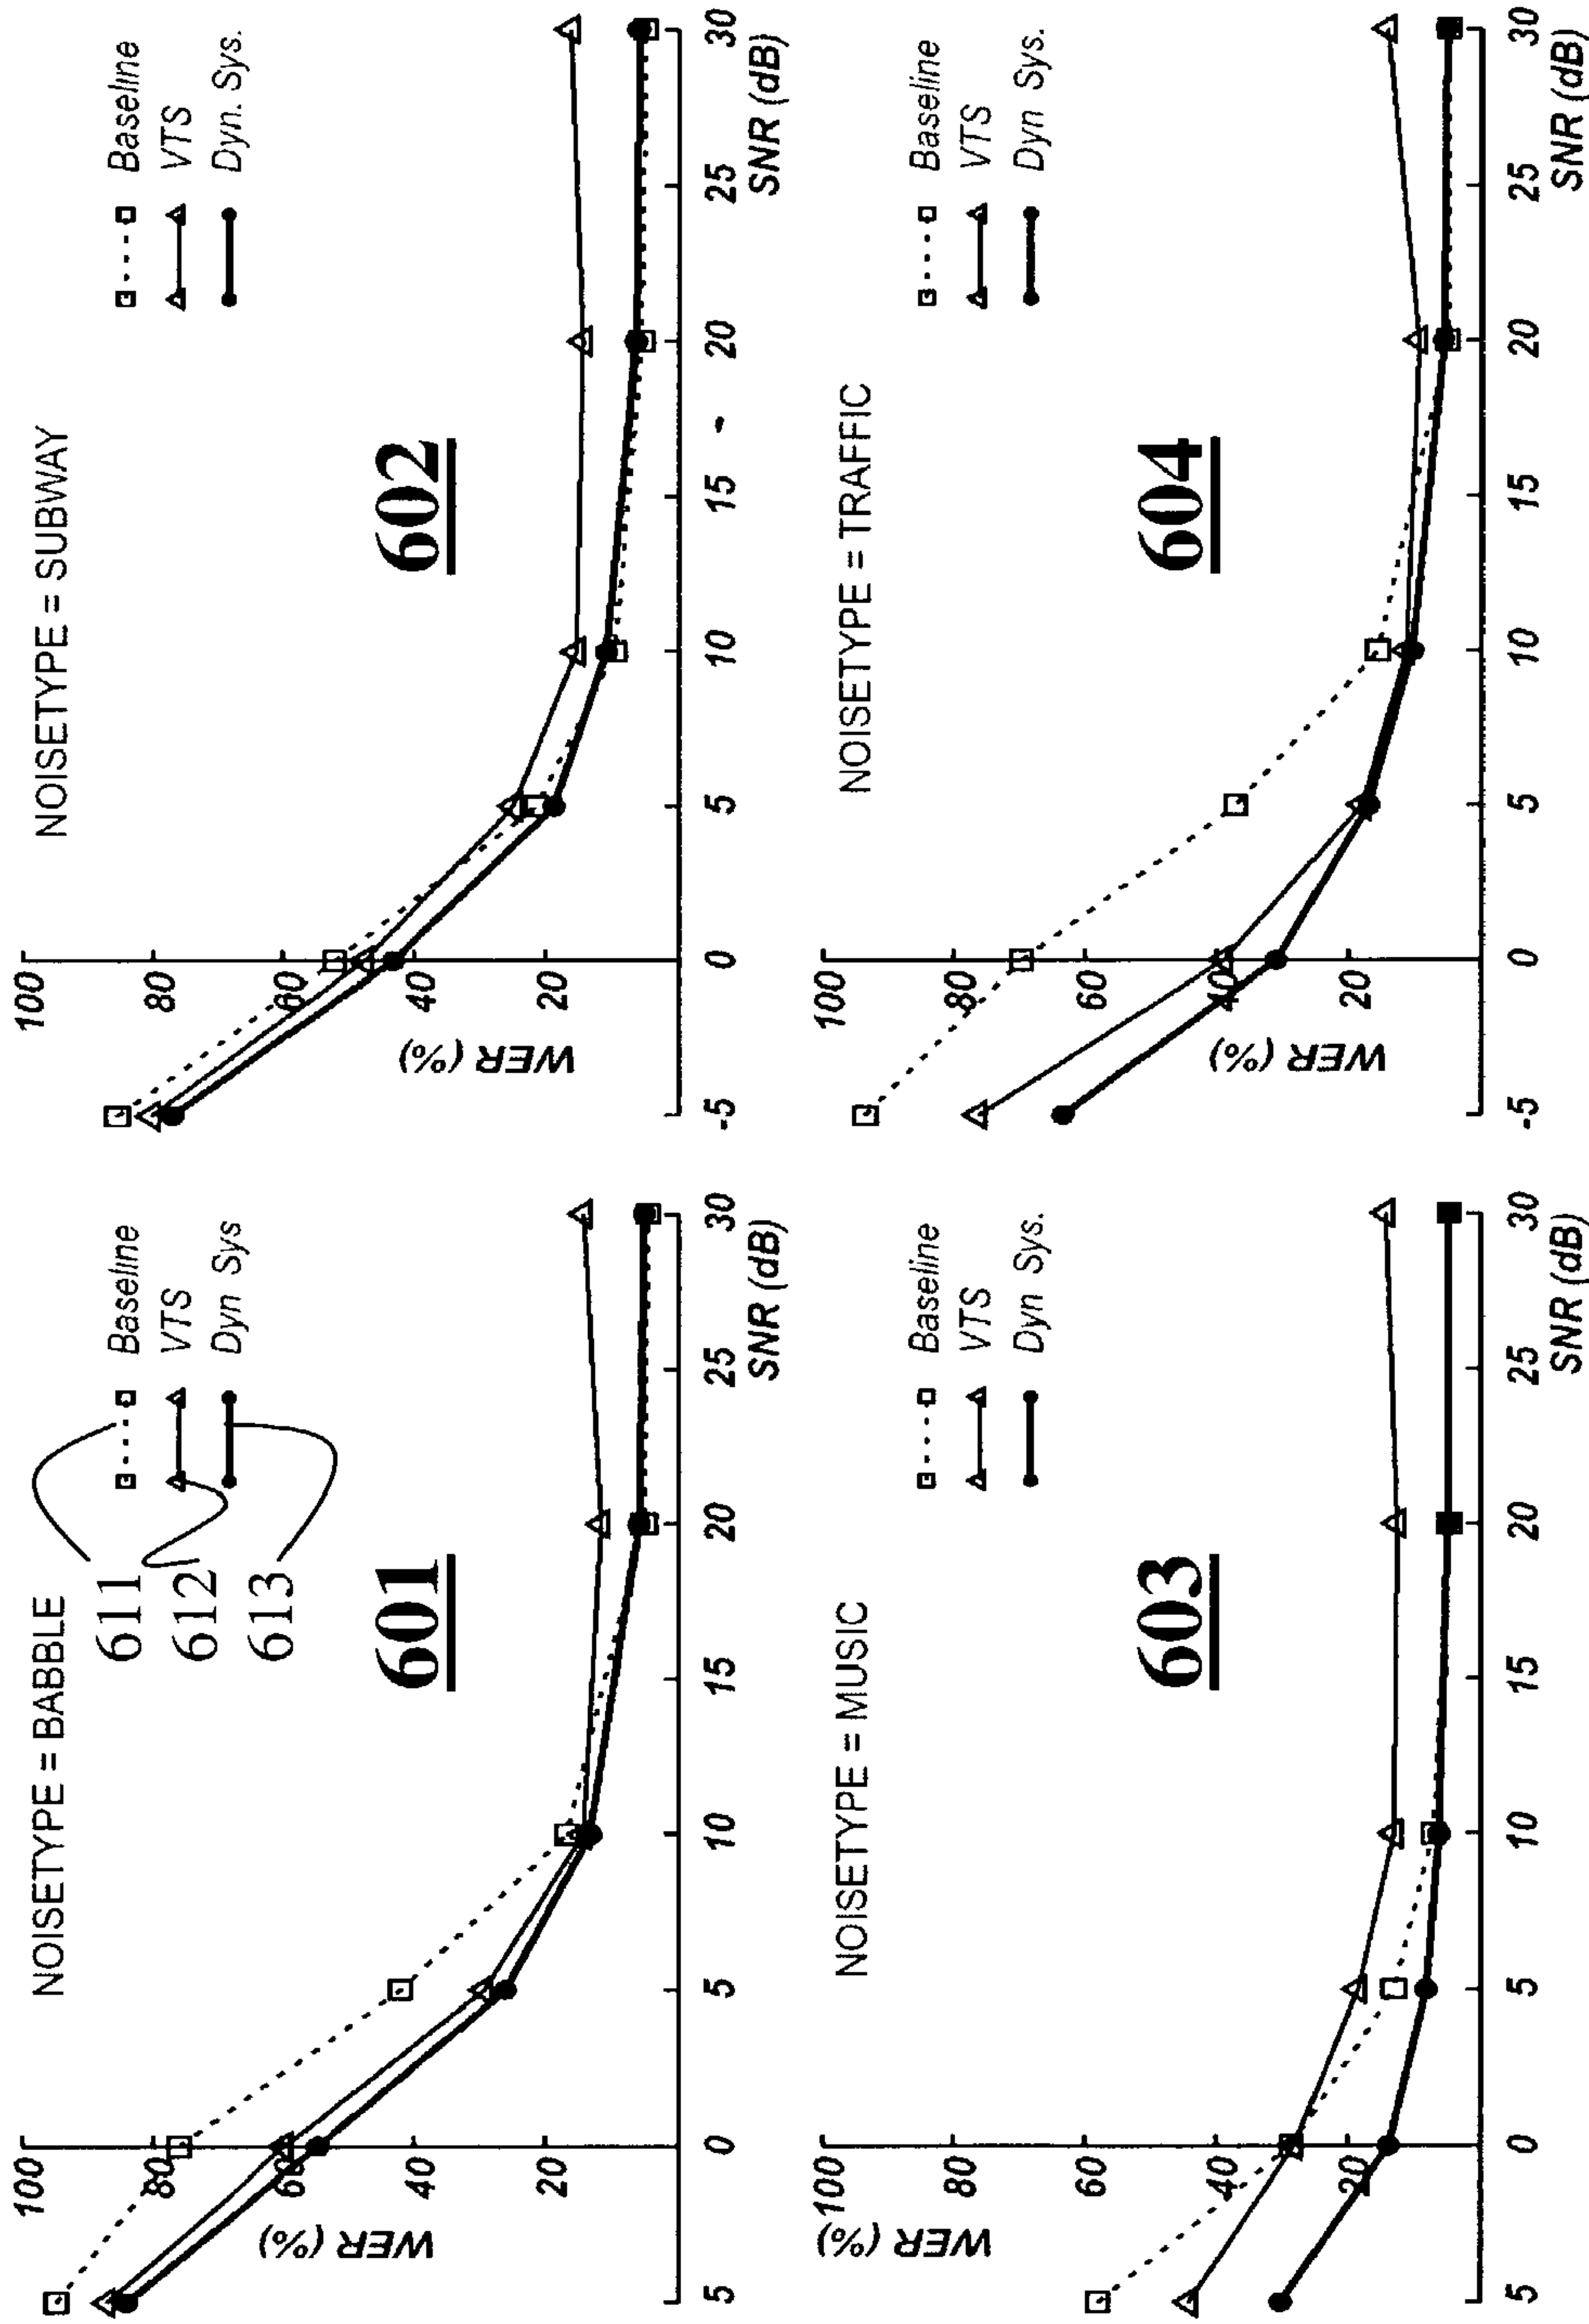 NOISETYPE = BABBLE
611
612
613
Baseline
VTS
Dyn Sys
601
WER (%)
100
80
60
40
20
5 0 5 10 15 20 25 30
SNR (dB)
NOISETYPE = SUBWAY
Baseline
VTS
Dyn. Sys.
602
WER (%)
100
80
60
40
20
-5 0 5 10 15 - 20 25 30
SNR (dB)
NOISETYPE = MUSIC
Baseline
VTS
Dyn Sys.
603
WER (%)
100
80
60
40
20
5 0 5 10 15 20 25 30
SNR (dB)
NOISETYPE = TRAFFIC
Baseline
VTS
Dyn Sys.
604
WER (%)
100
80
60
40
20
-5 0 5 10 15 20 25 30
SNR (dB)